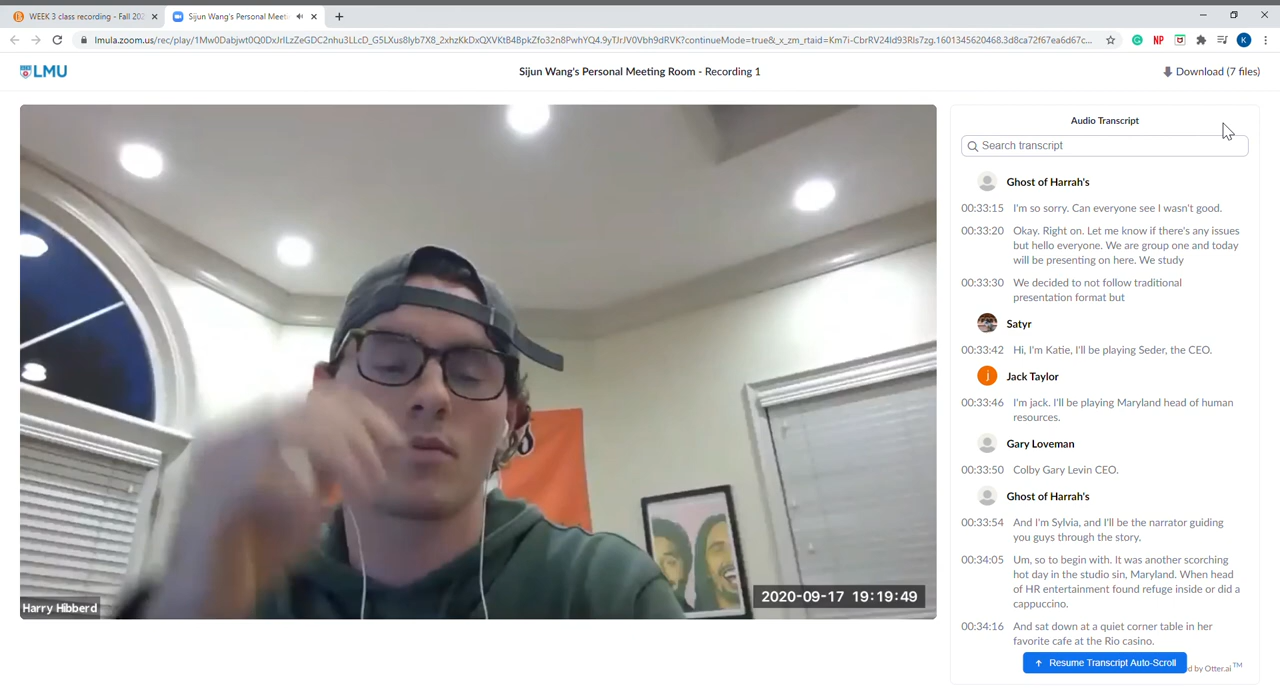 WEEK 3 class recording - Fall 202
Sijun Wang's Personal Meeti
lmula.zoom.us/rec/play/1Mw0Dabjwt0Q0DxJrILzZeGDC2nhu3LLcD_G5LXus8lyb7X8_2xhzKkDxQXVKtB4BpkZfo32n8PwhYQ4.9yTJrJV0Vbh9dRVK?continueMode=true&_x_zm_rtaid=Km7i-CbrRV24Id93RIs7zg.1601345620468.3d8ca72f67ea6d67c...
NP
K
LMU
Sijun Wang's Personal Meeting Room - Recording 1
Download (7 files)
Harry Hibberd
2020-09-17 19:19:49
Audio Transcript
Search transcript
Ghost of Harrah's
00:33:15 I'm so sorry. Can everyone see I wasn't good.
00:33:20 Okay. Right on. Let me know if there's any issues
but hello everyone. We are group one and today
will be presenting on here. We study
00:33:30 We decided to not follow traditional
presentation format but
Satyr
00:33:42 Hi, I'm Katie, I'll be playing Seder, the CEO.
j
Jack Taylor
00:33:46 I'm jack. I'll be playing Maryland head of human
resources.
Gary Loveman
00:33:50 Colby Gary Levin CEO.
Ghost of Harrah's
00:33:54 And I'm Sylvia, and I'll be the narrator guiding
you guys through the story,
00:34:05 Um, so to begin with. It was another scorching
hot day in the studio sin, Maryland. When head
of HR entertainment found refuge inside or did a
cappuccino.
00:34:16 And sat down at a quiet corner table in her
favorite cafe at the Rio casino.
Resume Transcript Auto-Scroll
d by Otter.ai TM